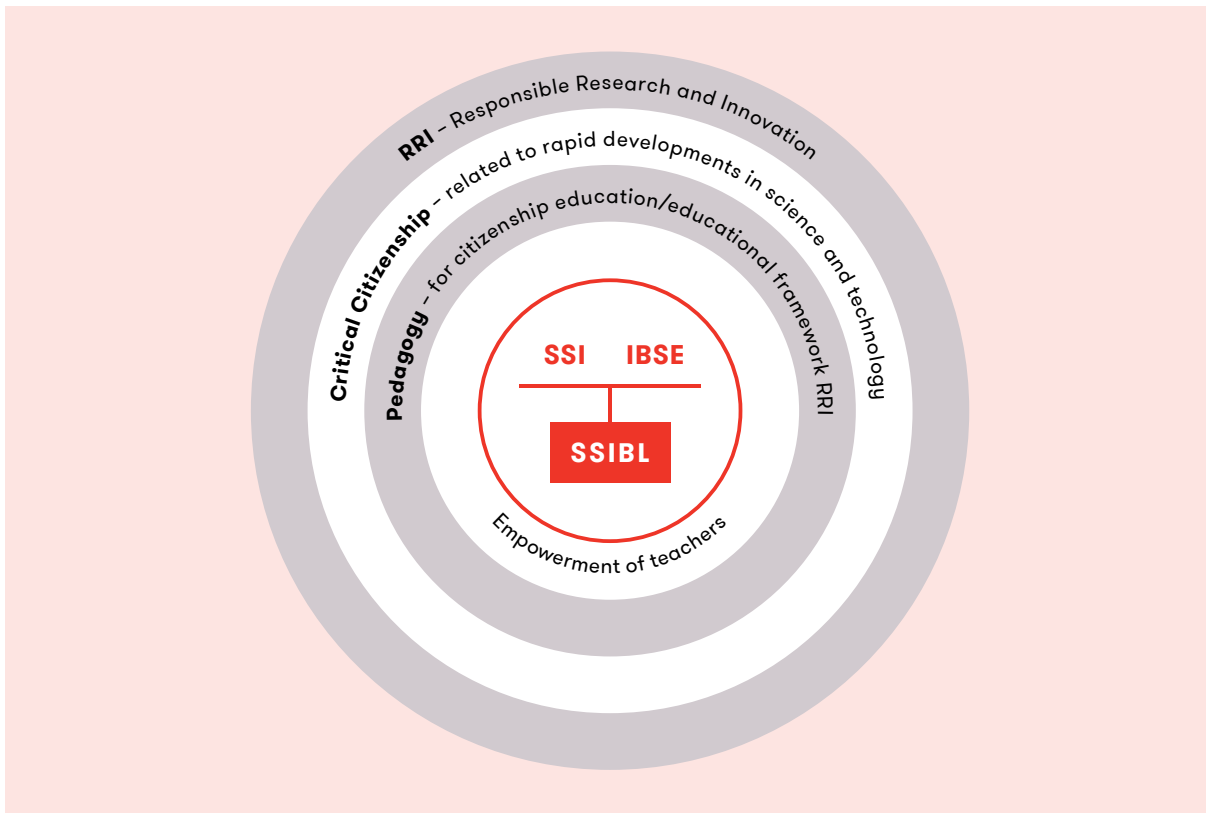 RRI – Responsible Research and Innovation
Critical Citizenship – related to rapid developments in science and technology
Pedagogy – for citizenship education/educational framework RRI
SSI IBSE
SSIBL
Empowerment of teachers